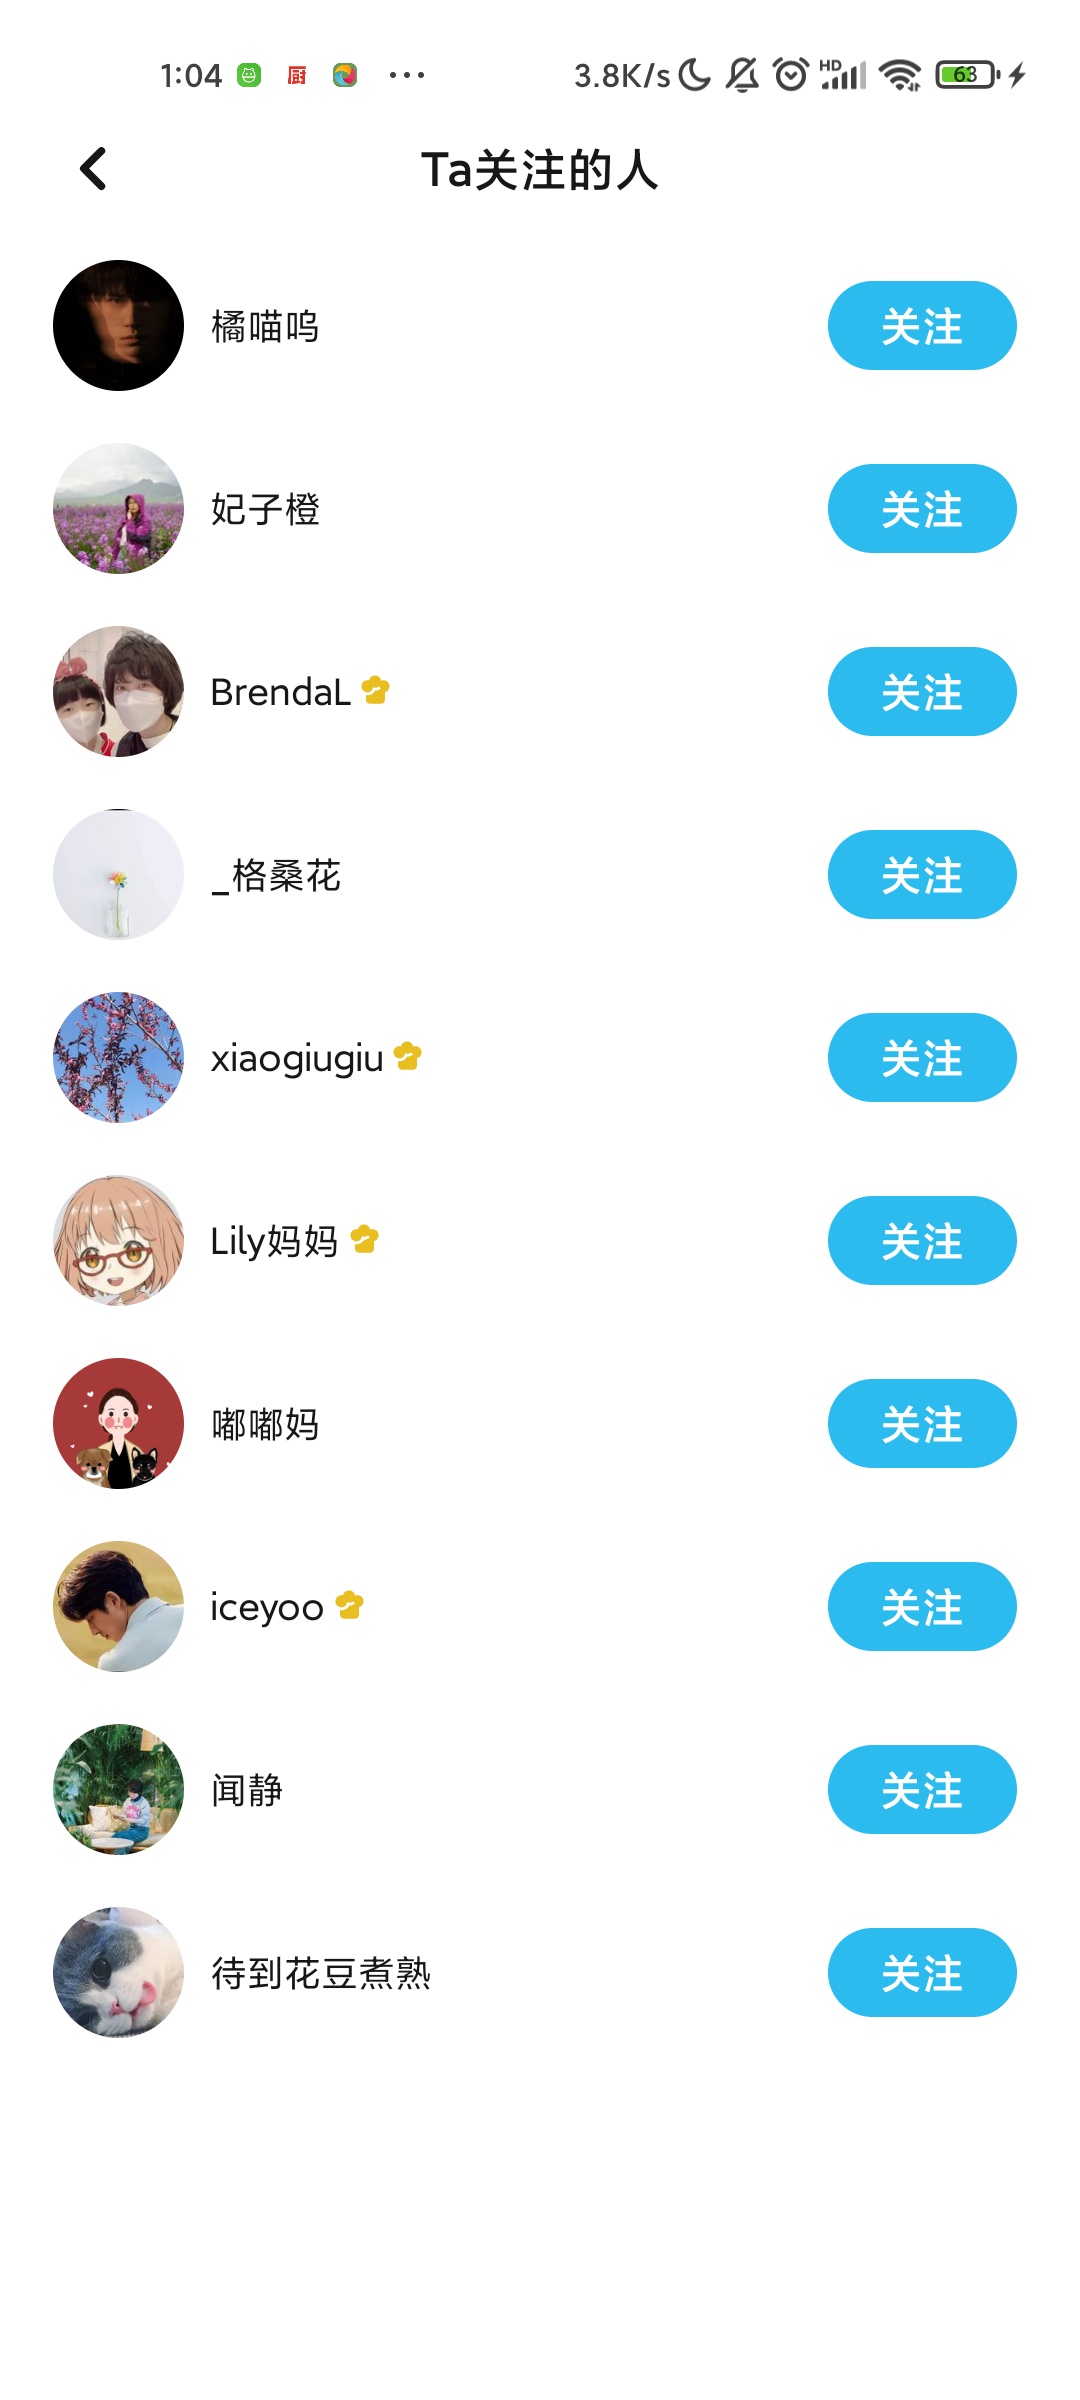 1:04 厨 ··· 3.8K/s HD 63
Ta关注的人
橘喵呜 关注
妃子橙 关注
BrendaL 关注
_格桑花 关注
xiaogiugiu 关注
Lily妈妈 关注
嘟嘟妈 关注
iceyoo 关注
闻静 关注
待到花豆煮熟 关注